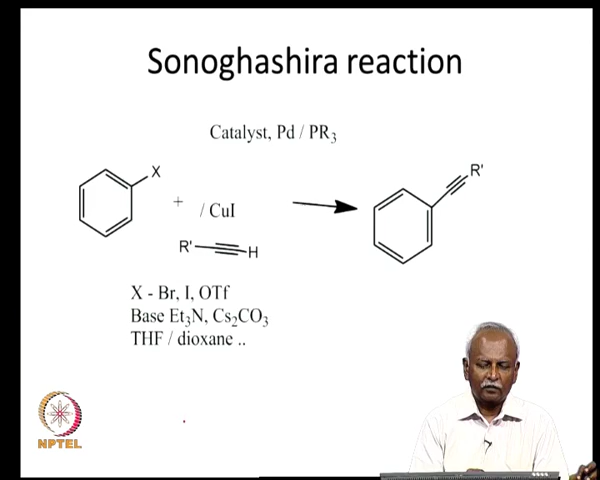 Sonoghashira reaction
Catalyst, Pd / PR3
X
+
/ CuI
R'
H
R'
X - Br, I, OTf
Base Et3N, Cs2CO3
THF / dioxane ..
NPTEL